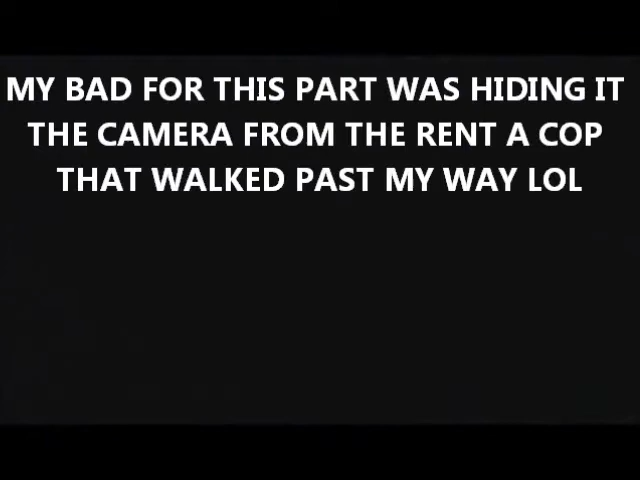 MY BAD FOR THIS PART WAS HIDING IT
THE CAMERA FROM THE RENT A COP
THAT WALKED PAST MY WAY LOL